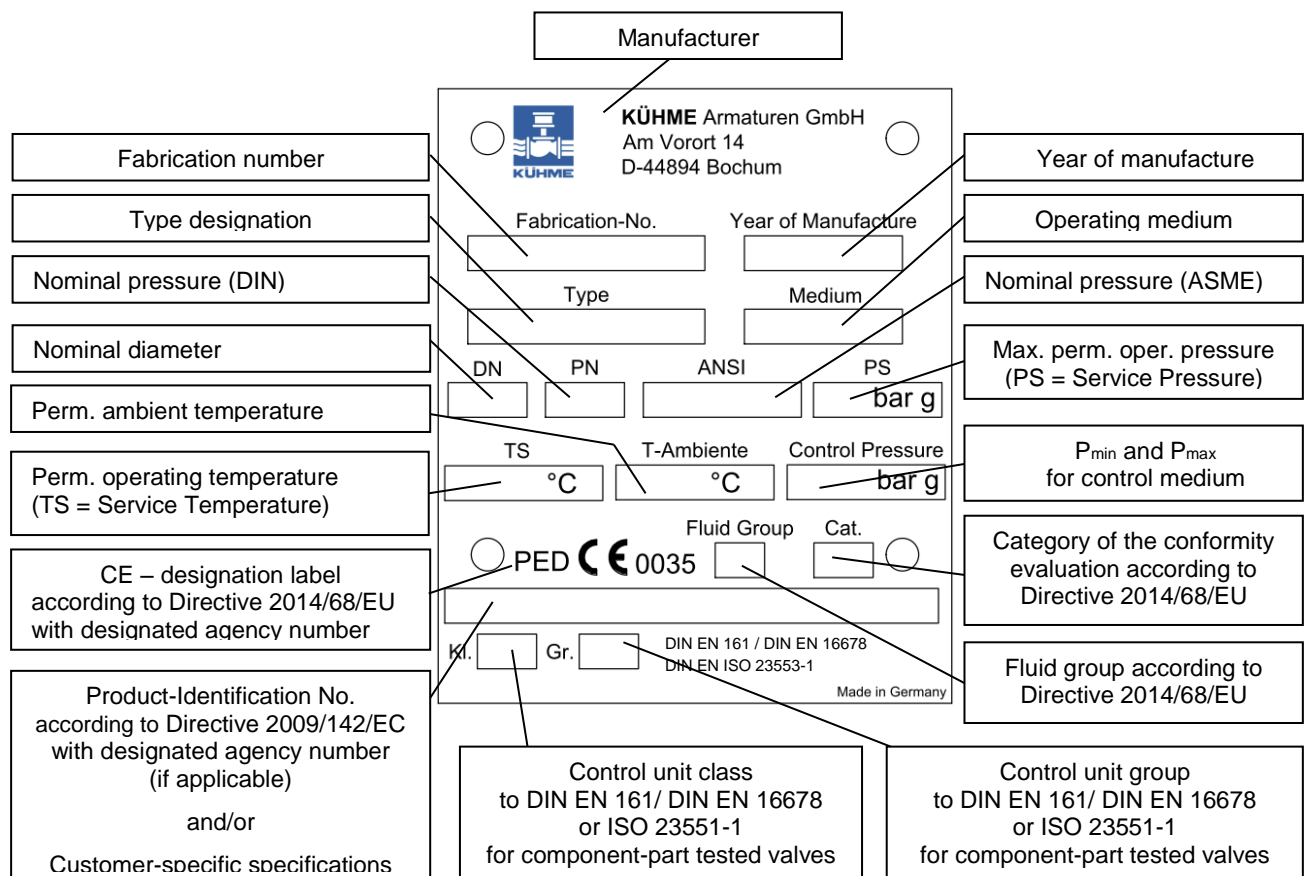 Manufacturer
KÜHME
KÜHME Armaturen GmbH
Am Vorort 14
D-44894 Bochum
Fabrication number
Type designation
Nominal pressure (DIN)
Nominal diameter
Perm. ambient temperature
Perm. operating temperature
(TS = Service Temperature)
CE – designation label
according to Directive 2014/68/EU
with designated agency number
Product-Identification No.
according to Directive 2009/142/EC
with designated agency number
(if applicable)
and/or
Customer-specific specifications
Fabrication-No. Year of Manufacture
Type Medium
DN PN ANSI PS
bar g
TS T-Ambiente Control Pressure
°C °C bar g
Fluid Group Cat.
PED CE 0035
Kl. Gr. DIN EN 161 / DIN EN 16678
DIN EN ISO 23553-1
Made in Germany
Year of manufacture
Operating medium
Nominal pressure (ASME)
Max. perm. oper. pressure
(PS = Service Pressure)
Pmin and Pmax
for control medium
Category of the conformity
evaluation according to
Directive 2014/68/EU
Fluid group according to
Directive 2014/68/EU
Control unit class
to DIN EN 161/ DIN EN 16678
or ISO 23551-1
for component-part tested valves
Control unit group
to DIN EN 161/ DIN EN 16678
or ISO 23551-1
for component-part tested valves